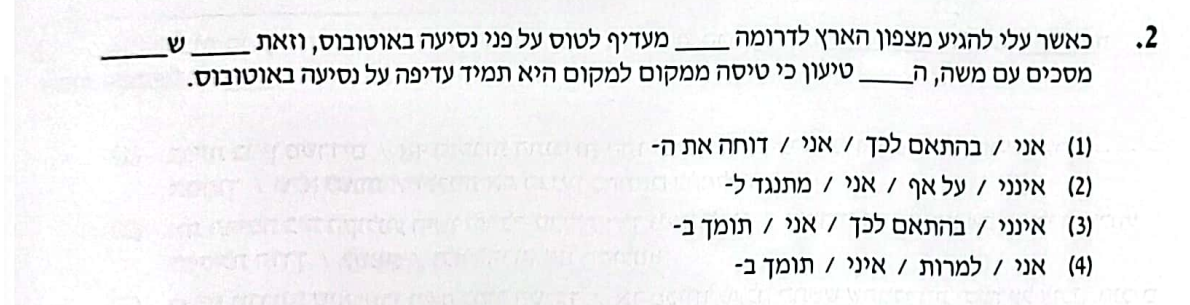 2. כאשר עלי להגיע מצפון הארץ לדרומה ____ מעדיף לטוס על פני נסיעה באוטובוס, וזאת ____ ש ____
מסכים עם משה, ה____ טיעון כי טיסה ממקום למקום היא תמיד עדיפה על נסיעה באוטובוס.
(1) אני / בהתאם לכך / אני / דוחה את ה-
(2) אינני / על אף / אני / מתנגד ל-
(3) אינני / בהתאם לכך / אני / תומך ב-
(4) אני / למרות / איני / תומך ב-